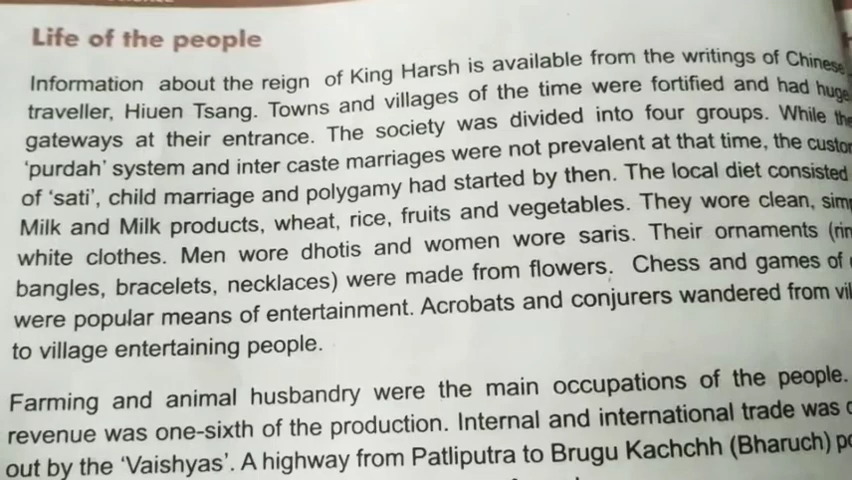 Life of the people
Information about the reign of King Harsh is available from the writings of Chinese
traveller, Hiuen Tsang. Towns and villages of the time were fortified and had huge
gateways at their entrance. The society was divided into four groups. While the
'purdah' system and inter caste marriages were not prevalent at that time, the
of 'sati', child marriage and polygamy had started by then. The local diet consisted
Milk and Milk products, wheat, rice, fruits and vegetables. They wore clean,
white clothes. Men wore dhotis and women wore saris. Their ornaments
bangles, bracelets, necklaces) were made from flowers. Chess and games of
were popular means of entertainment. Acrobats and conjurers wandered from
to village entertaining people.
Farming and animal husbandry were the main occupations of the people.
revenue was one-sixth of the production. Internal and international trade was
out by the 'Vaishyas'. A highway from Patliputra to Brugu Kachchh (Bharuch)